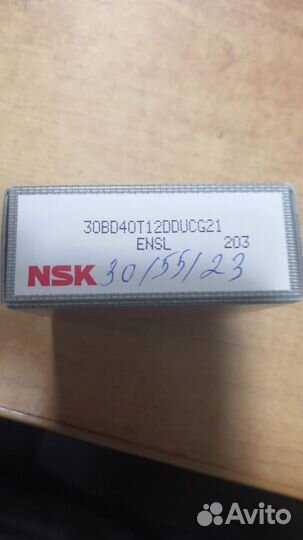 30BD40T12DDUCG21
ENSL 203
NSK 30/55/23
Avito